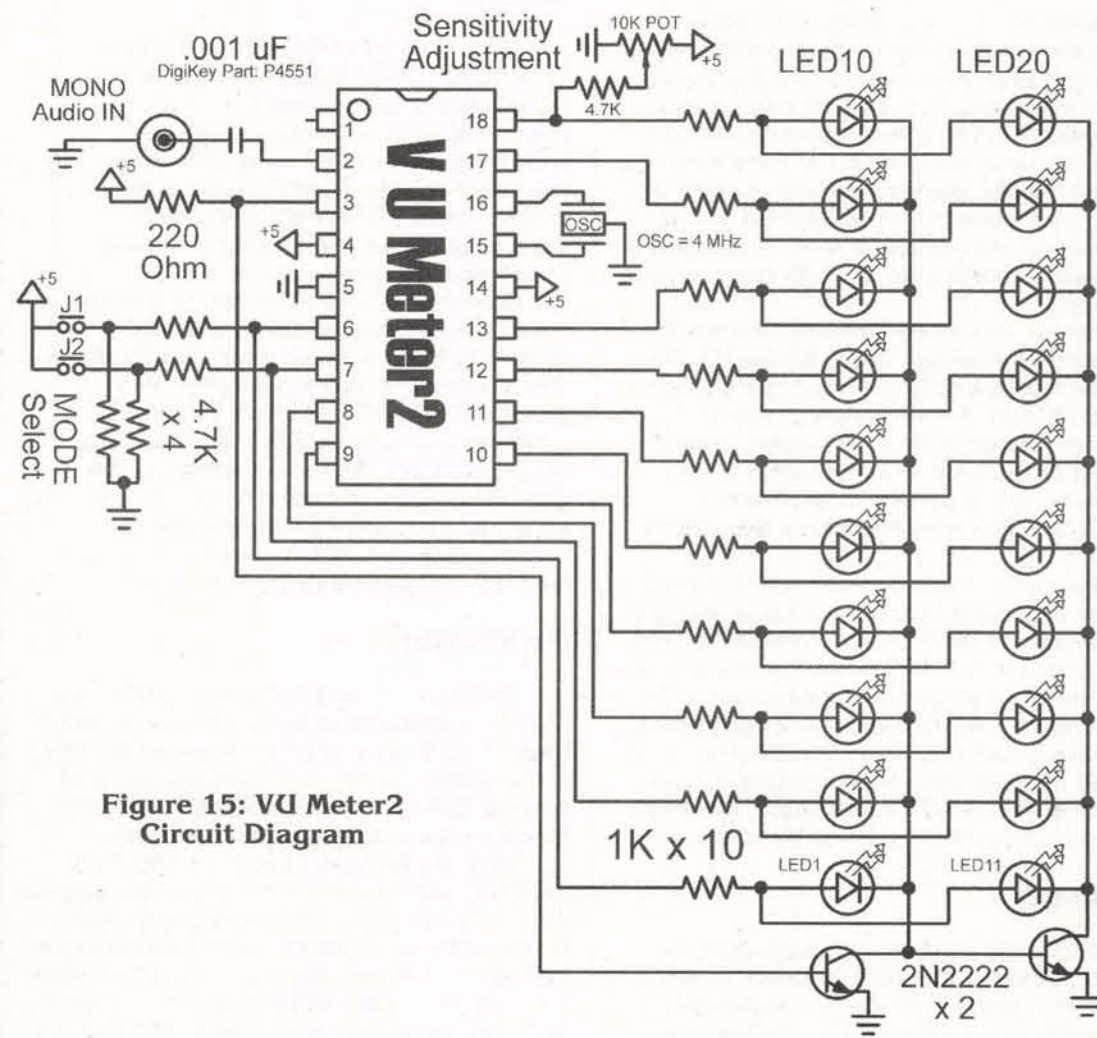 .001 uF
DigiKey Part: P4551
MONO
Audio IN
Sensitivity
Adjustment
10K POT
+5
4.7K
LED10
LED20
+5
220
Ohm
+5
+5
J1
J2
MODE
Select
4.7K
x 4
1
2
3
4
5
6
7
8
9
18
17
16
15
14
13
12
11
10
VU Meter2
OSC
OSC = 4 MHz
+5
Figure 15: VU Meter2
Circuit Diagram
1K x 10
LED1
LED11
2N2222
x 2